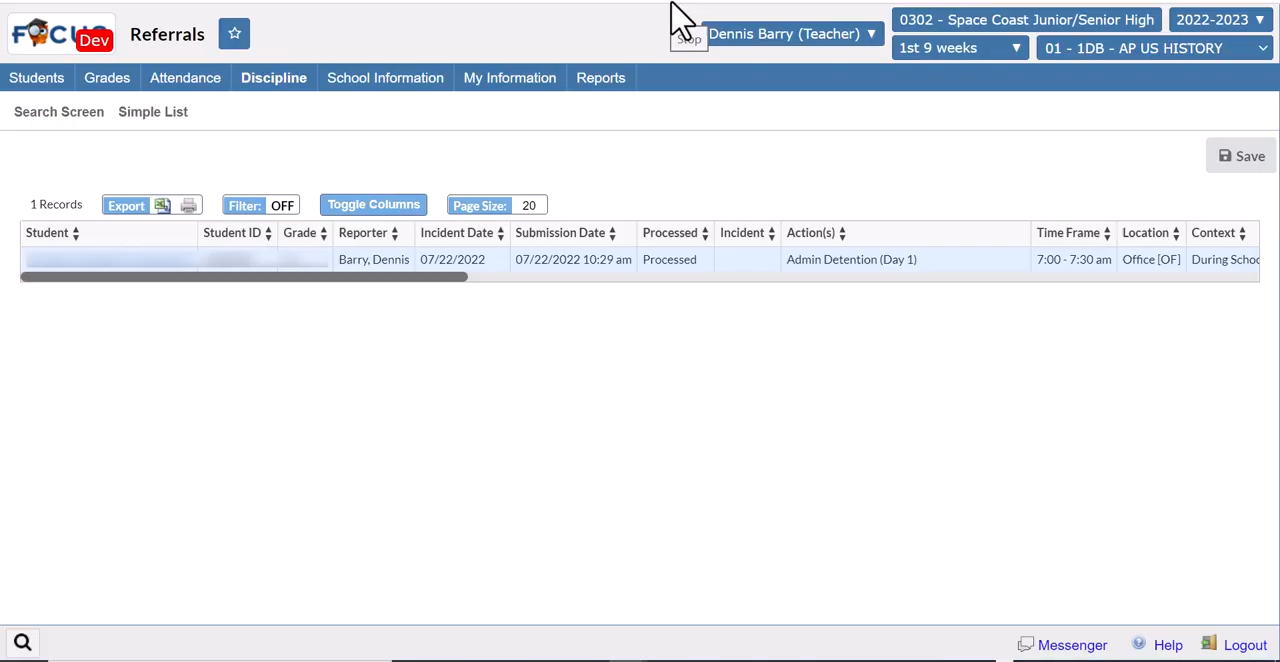 FOCUS Dev Referrals Stop Dennis Barry (Teacher) ▼ 0302 - Space Coast Junior/Senior High 2022-2023 ▼
1st 9 weeks ▼ 01 - 1DB - AP US HISTORY
Students Grades Attendance Discipline School Information My Information Reports
Search Screen Simple List
Save
1 Records Export Filter: OFF Toggle Columns Page Size: 20
Student Student ID Grade Reporter Incident Date Submission Date Processed Incident Action(s) Time Frame Location Context
Barry, Dennis 07/22/2022 07/22/2022 10:29 am Processed Admin Detention (Day 1) 7:00 - 7:30 am Office [OF] During Schoo
Messenger Help Logout